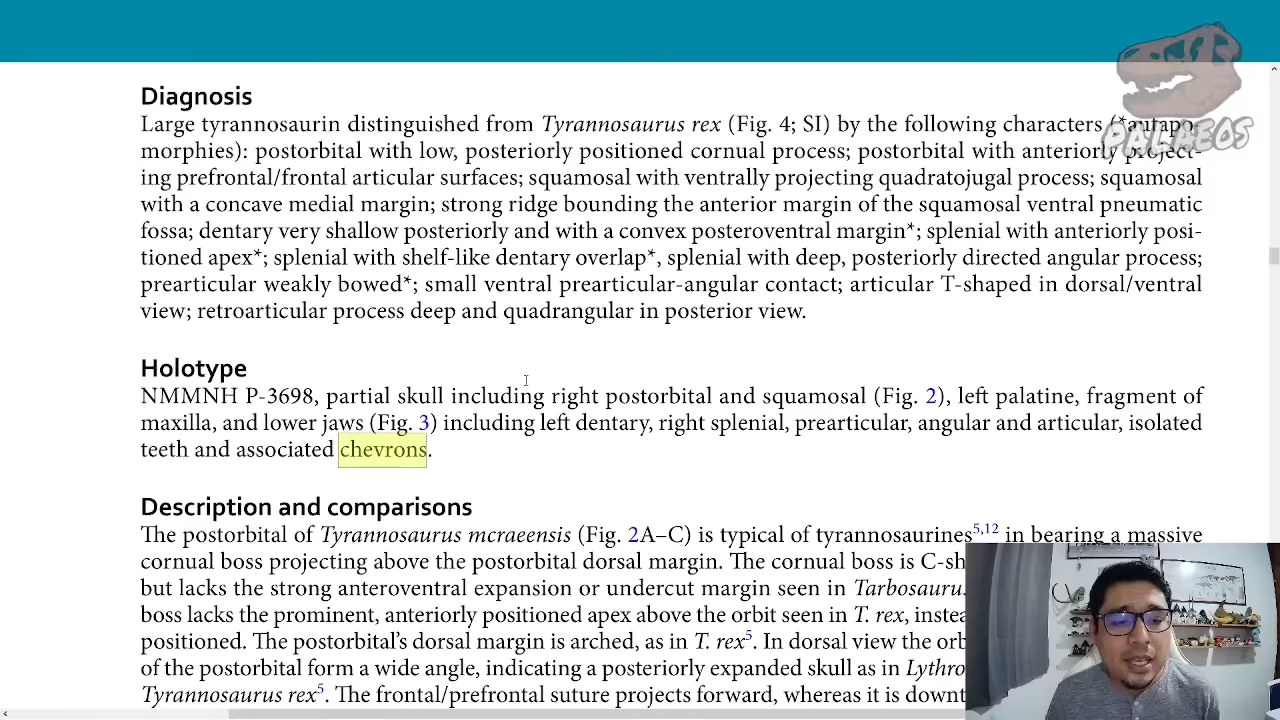 Diagnosis
Large tyrannosaurin distinguished from Tyrannosaurus rex (Fig. 4; SI) by the following characters (*autapo-
morphies): postorbital with low, posteriorly positioned cornual process; postorbital with anteriorly project-
ing prefrontal/frontal articular surfaces; squamosal with ventrally projecting quadratojugal process; squamosal
with a concave medial margin; strong ridge bounding the anterior margin of the squamosal ventral pneumatic
fossa; dentary very shallow posteriorly and with a convex posteroventral margin*; splenial with anteriorly posi-
tioned apex*; splenial with shelf-like dentary overlap*, splenial with deep, posteriorly directed angular process;
prearticular weakly bowed*; small ventral prearticular-angular contact; articular T-shaped in dorsal/ventral
view; retroarticular process deep and quadrangular in posterior view.
Holotype
NMMNH P-3698, partial skull including right postorbital and squamosal (Fig. 2), left palatine, fragment of
maxilla, and lower jaws (Fig. 3) including left dentary, right splenial, prearticular, angular and articular, isolated
teeth and associated chevrons.
Description and comparisons
The postorbital of Tyrannosaurus mcraeensis (Fig. 2A–C) is typical of tyrannosaurines5,12 in bearing a massive
cornual boss projecting above the postorbital dorsal margin. The cornual boss is C-sh
but lacks the strong anteroventral expansion or undercut margin seen in Tarbosauru
boss lacks the prominent, anteriorly positioned apex above the orbit seen in T. rex, instea
positioned. The postorbital's dorsal margin is arched, as in T. rex5. In dorsal view the orb
of the postorbital form a wide angle, indicating a posteriorly expanded skull as in Lythro
Tyrannosaurus rex5. The frontal/prefrontal suture projects forward, whereas it is downt
PALAEOS